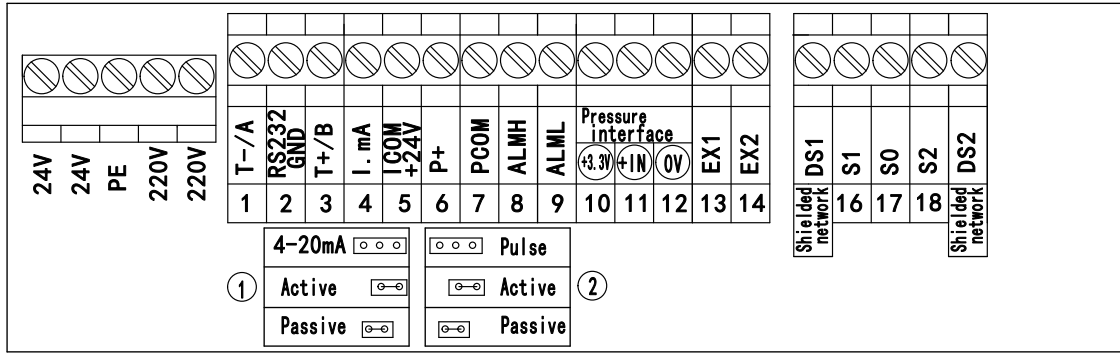 24V
24V
PE
220V
220V
T-/A
RS232
GND
T+/B
I.mA
ICOM
+24V
P+
PCOM
ALMH
ALML
Pressure
interface
+3.3V
+IN
0V
EX1
EX2
DS1
S1
S0
S2
DS2
1 2 3 4 5 6 7 8 9 10 11 12 13 14
Shielded
network
16 17 18
Shielded
network
4-20mA
Pulse
1
Active
Active
2
Passive
Passive